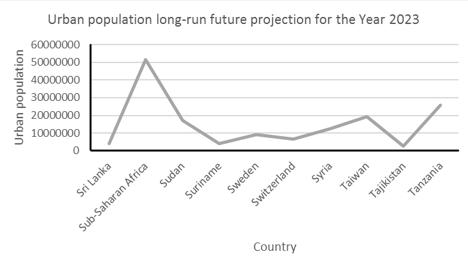 Urban population long-run future projection for the Year 2023
Urban population
60000000
50000000
40000000
30000000
20000000
10000000
0
Sri Lanka
Sub-Saharan Africa
Sudan
Suriname
Sweden
Switzerland
Syria
Taiwan
Tajikistan
Tanzania
Country